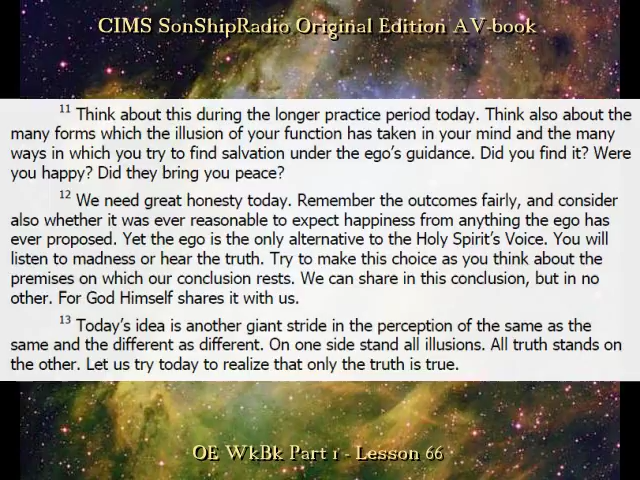 CIMS SonShipRadio Original Edition AV-book
11 Think about this during the longer practice period today. Think also about the
many forms which the illusion of your function has taken in your mind and the many
ways in which you try to find salvation under the ego's guidance. Did you find it? Were
you happy? Did they bring you peace?
12 We need great honesty today. Remember the outcomes fairly, and consider
also whether it was ever reasonable to expect happiness from anything the ego has
ever proposed. Yet the ego is the only alternative to the Holy Spirit's Voice. You will
listen to madness or hear the truth. Try to make this choice as you think about the
premises on which our conclusion rests. We can share in this conclusion, but in no
other. For God Himself shares it with us.
13 Today's idea is another giant stride in the perception of the same as the
same and the different as different. On one side stand all illusions. All truth stands on
the other. Let us try today to realize that only the truth is true.
OE WkBk Part 1 - Lesson 66